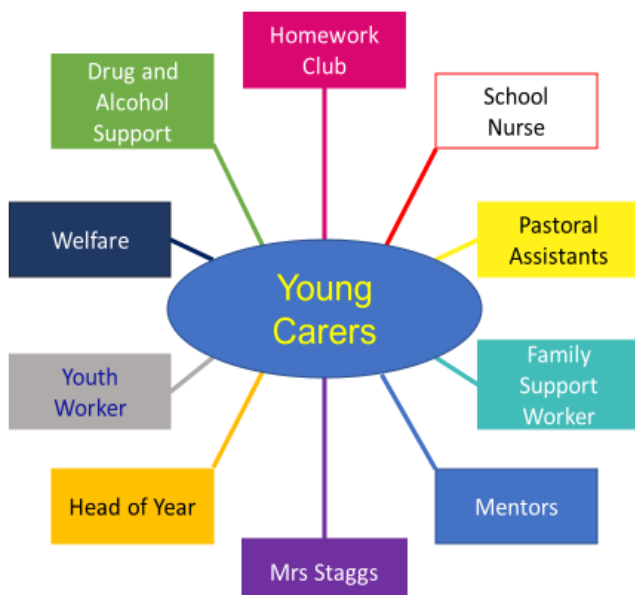 Homework
Club
Drug and
Alcohol
Support
School
Nurse
Welfare
Pastoral
Assistants
Young
Carers
Youth
Worker
Family
Support
Worker
Head of Year
Mentors
Mrs Staggs